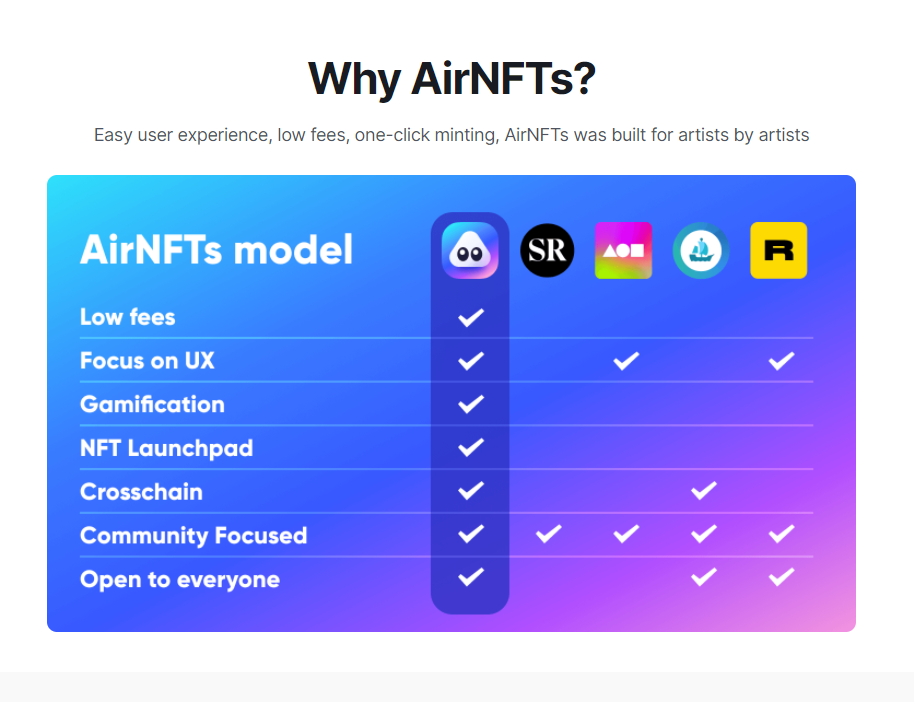 Why AirNFTs?
Easy user experience, low fees, one-click minting, AirNFTs was built for artists by artists
AirNFTs model
SR
R
Low fees
Focus on UX
Gamification
NFT Launchpad
Crosschain
Community Focused
Open to everyone